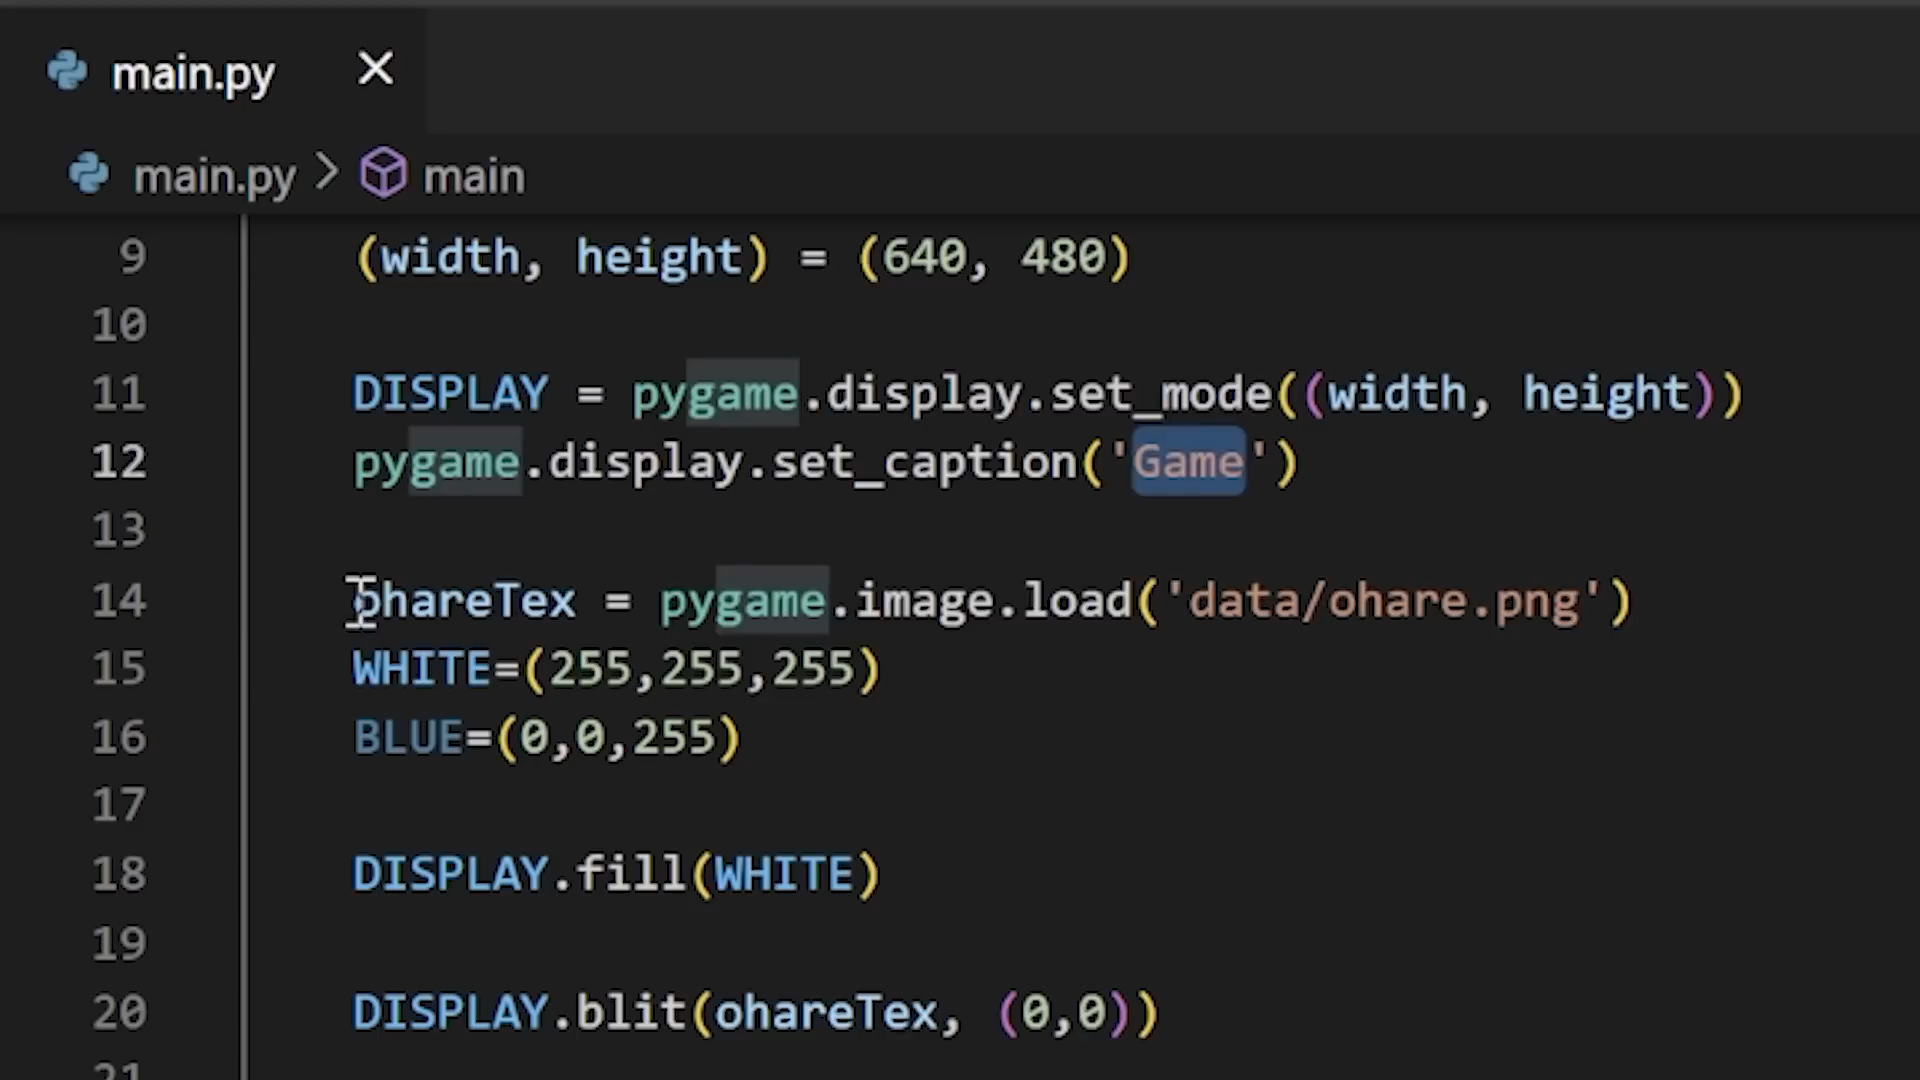 main.py
main.py > main
9 (width, height) = (640, 480)
10
11 DISPLAY = pygame.display.set_mode((width, height))
12 pygame.display.set_caption('Game')
13
14 ohareTex = pygame.image.load('data/ohare.png')
15 WHITE=(255,255,255)
16 BLUE=(0,0,255)
17
18 DISPLAY.fill(WHITE)
19
20 DISPLAY.blit(ohareTex, (0,0))
21